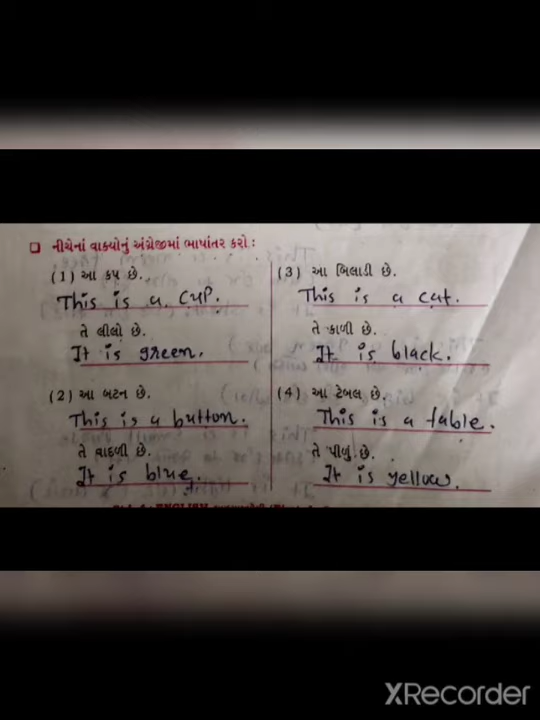 ❑ નીચેનાં વાક્યોનું અંગ્રેજીમાં ભાષાંતર કરો :
(1) આ કપ છે.
This is a cup.
તે લીલો છે.
It is green.
(2) આ બટન છે.
This is a button.
તે વાદળી છે.
It is blue.
(3) આ બિલાડી છે.
This is a cat.
તે કાળી છે.
It is black.
(4) આ ટેબલ છે.
This is a table.
તે પીળું છે.
It is yellow.
XRecorder